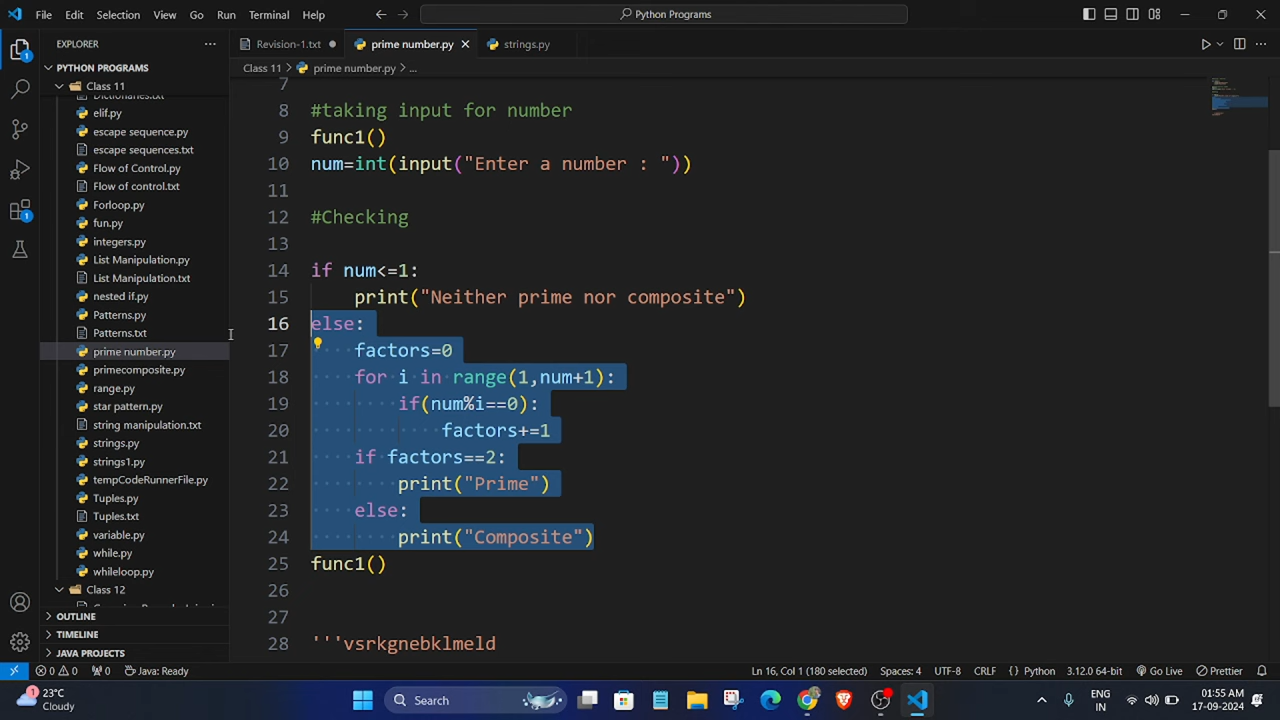 File Edit Selection View Go Run Terminal Help
Python Programs
EXPLORER
Revision-1.txt
prime number.py
strings.py
PYTHON PROGRAMS
Class 11 > prime number.py > ...
Class 11
Dictionaries.txt
elif.py
escape sequence.py
escape sequences.txt
Flow of Control.py
Flow of control.txt
Forloop.py
fun.py
integers.py
List Manipulation.py
List Manipulation.txt
nested if.py
Patterns.py
Patterns.txt
prime number.py
primecomposite.py
range.py
star pattern.py
string manipulation.txt
strings.py
strings1.py
tempCodeRunnerFile.py
Tuples.py
Tuples.txt
variable.py
while.py
whileloop.py
Class 12
OUTLINE
TIMELINE
JAVA PROJECTS
1
1
7
8 #taking input for number
9 func1()
10 num=int(input("Enter a number : "))
11
12 #Checking
13
14 if num<=1:
15 print("Neither prime nor composite")
16 else:
17 factors=0
18 for i in range(1,num+1):
19 if(num%i==0):
20 factors+=1
21 if factors==2:
22 print("Prime")
23 else:
24 print("Composite")
25 func1()
26
27
28 '''vsrkgnebklmeld
0 0 0 Java: Ready
Ln 16, Col 1 (180 selected) Spaces: 4 UTF-8 CRLF {} Python 3.12.0 64-bit Go Live Prettier
1
23°C
Cloudy
Search
ENG
IN
01:55 AM
17-09-2024